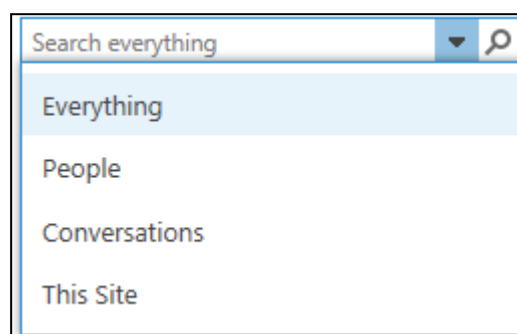 Search everything
Everything
People
Conversations
This Site